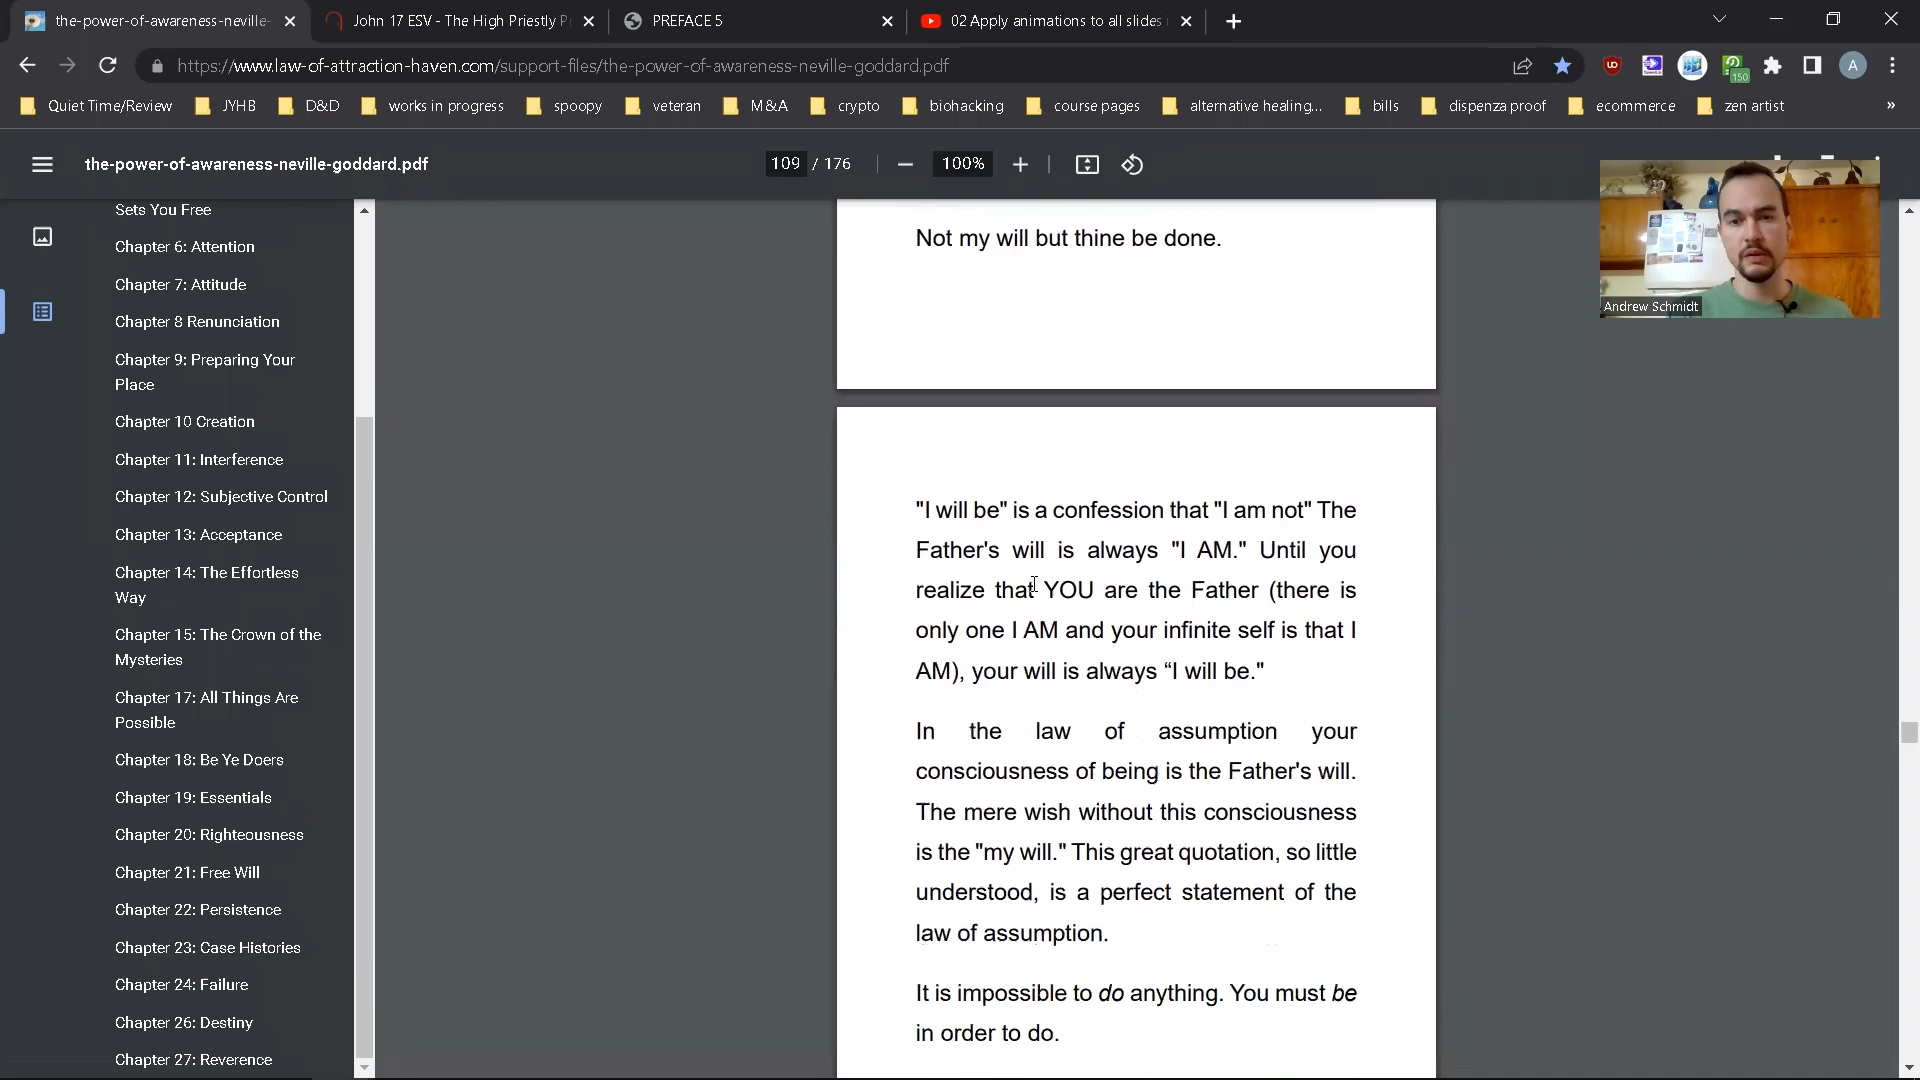 the-power-of-awareness-neville-
John 17 ESV - The High Priestly P
PREFACE 5
02 Apply animations to all slides i
https://www.law-of-attraction-haven.com/support-files/the-power-of-awareness-neville-goddard.pdf
150
A
Quiet Time/Review
JYHB
D&D
works in progress
spoopy
veteran
M&A
crypto
biohacking
course pages
alternative healing...
bills
dispenza proof
ecommerce
zen artist
»
the-power-of-awareness-neville-goddard.pdf
109 / 176
100%
Sets You Free
Chapter 6: Attention
Chapter 7: Attitude
Chapter 8 Renunciation
Chapter 9: Preparing Your
Place
Chapter 10 Creation
Chapter 11: Interference
Chapter 12: Subjective Control
Chapter 13: Acceptance
Chapter 14: The Effortless
Way
Chapter 15: The Crown of the
Mysteries
Chapter 17: All Things Are
Possible
Chapter 18: Be Ye Doers
Chapter 19: Essentials
Chapter 20: Righteousness
Chapter 21: Free Will
Chapter 22: Persistence
Chapter 23: Case Histories
Chapter 24: Failure
Chapter 26: Destiny
Chapter 27: Reverence
Not my will but thine be done.
"I will be" is a confession that "I am not" The
Father's will is always "I AM." Until you
realize that YOU are the Father (there is
only one I AM and your infinite self is that I
AM), your will is always “I will be."
In the law of assumption your
consciousness of being is the Father's will.
The mere wish without this consciousness
is the "my will." This great quotation, so little
understood, is a perfect statement of the
law of assumption.
It is impossible to do anything. You must be
in order to do.
Andrew Schmidt